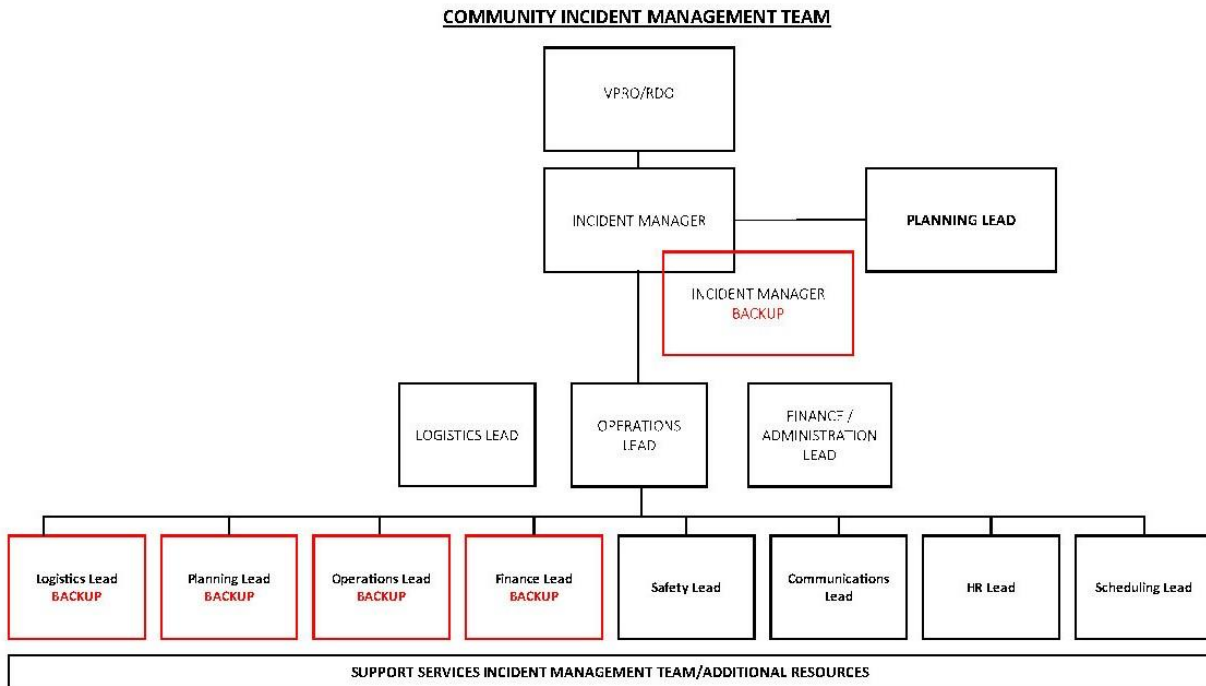 COMMUNITY INCIDENT MANAGEMENT TEAM
VPRO/RDO
INCIDENT MANAGER
PLANNING LEAD
INCIDENT MANAGER
BACKUP
LOGISTICS LEAD
OPERATIONS
LEAD
FINANCE /
ADMINISTRATION
LEAD
Logistics Lead
BACKUP
Planning Lead
BACKUP
Operations Lead
BACKUP
Finance Lead
BACKUP
Safety Lead
Communications
Lead
HR Lead
Scheduling Lead
SUPPORT SERVICES INCIDENT MANAGEMENT TEAM/ADDITIONAL RESOURCES